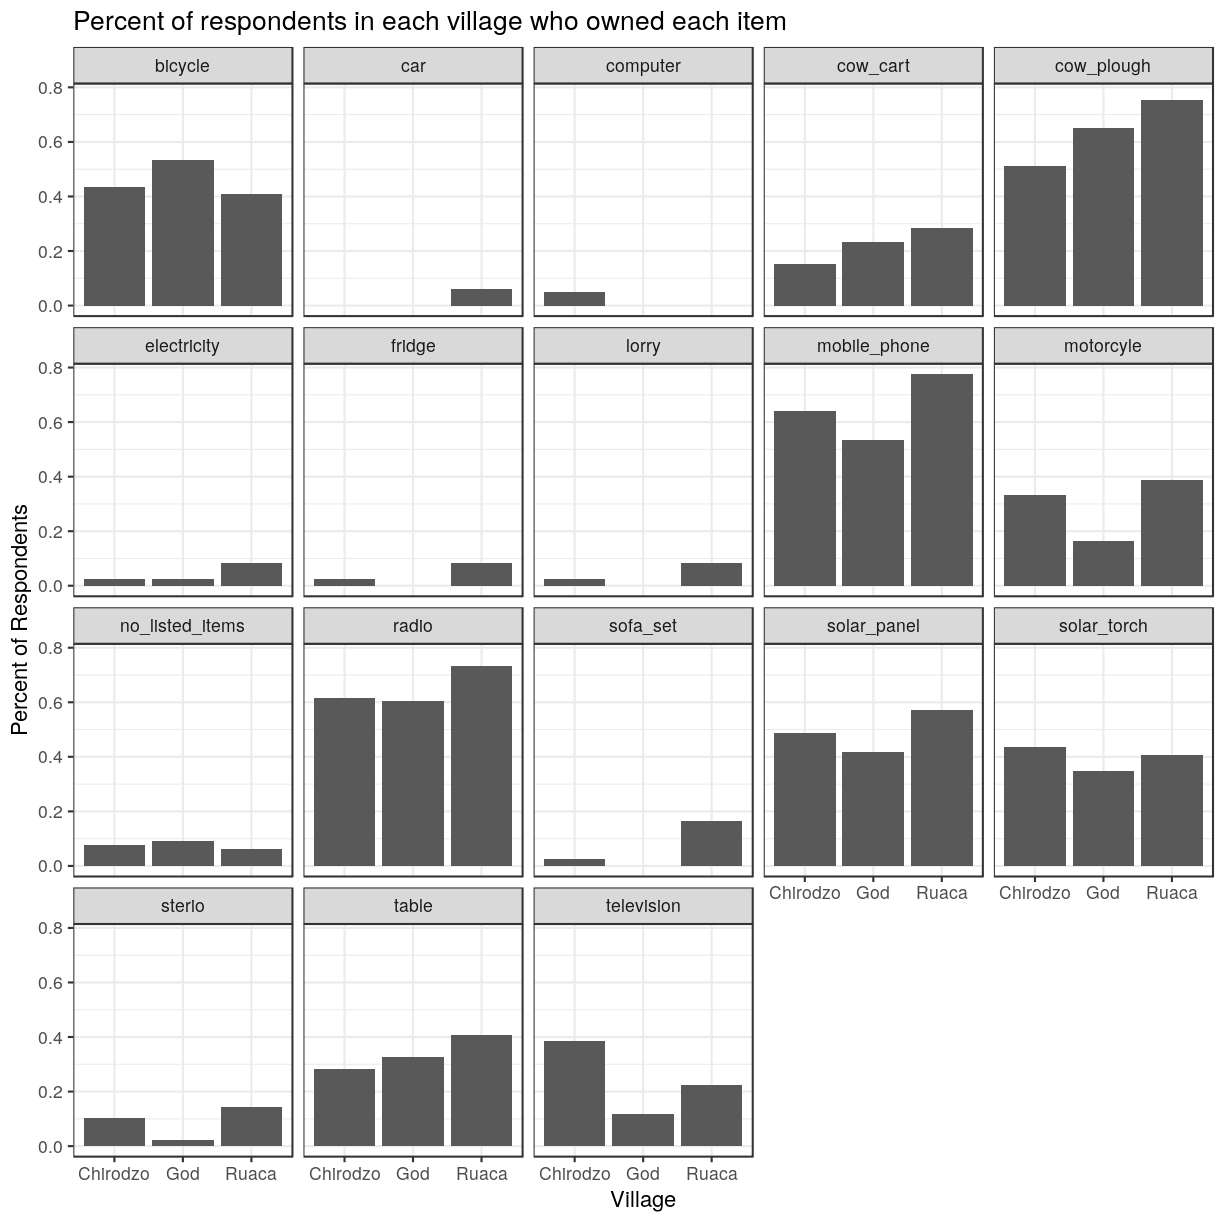 Percent of respondents in each village who owned each item
bicycle car computer cow_cart cow_plough
0.8
0.6
0.4
0.2
0.0
electricity fridge lorry mobile_phone motorcyle
0.8
0.6
0.4
0.2
0.0
no_listed_items radio sofa_set solar_panel solar_torch
0.8
0.6
0.4
0.2
0.0
Chirodzo God Ruaca Chirodzo God Ruaca
sterio table television
0.8
0.6
0.4
0.2
0.0
Chirodzo God Ruaca Chirodzo God Ruaca Chirodzo God Ruaca
Village
Percent of Respondents